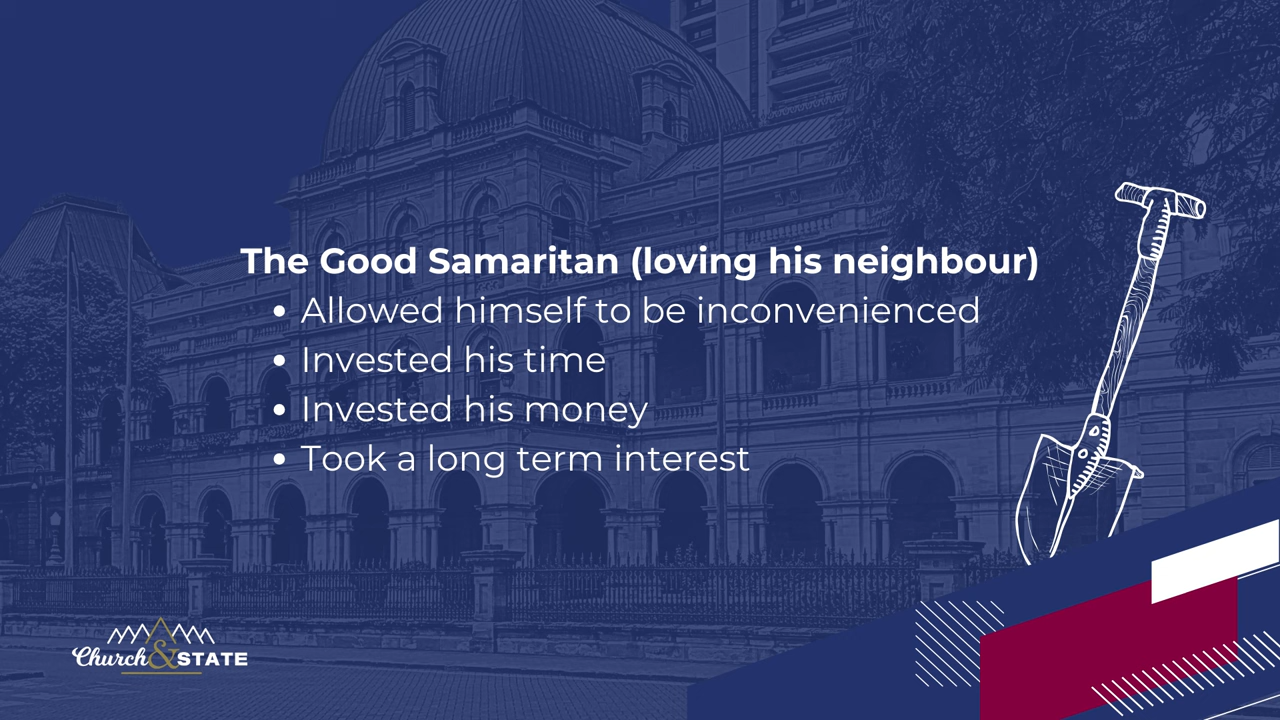 The Good Samaritan (loving his neighbour)
• Allowed himself to be inconvenienced
• Invested his time
• Invested his money
• Took a long term interest
Church & STATE